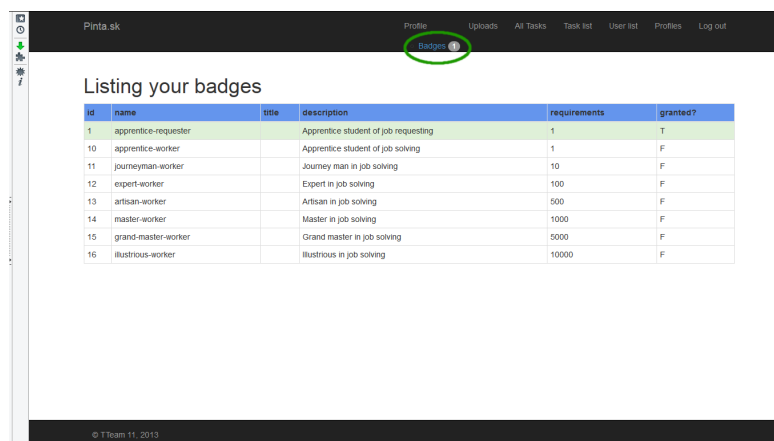 Pinta.sk Profile Uploads All Tasks Task list User list Profiles Log out
Badges 1
Listing your badges
id name title description requirements granted?
1 apprentice-requester Apprentice student of job requesting 1 T
10 apprentice-worker Apprentice student of job solving 1 F
11 journeyman-worker Journey man in job solving 10 F
12 expert-worker Expert in job solving 100 F
13 artisan-worker Artisan in job solving 500 F
14 master-worker Master in job solving 1000 F
15 grand-master-worker Grand master in job solving 5000 F
16 illustrious-worker Illustrious in job solving 10000 F
© TTeam 11, 2013